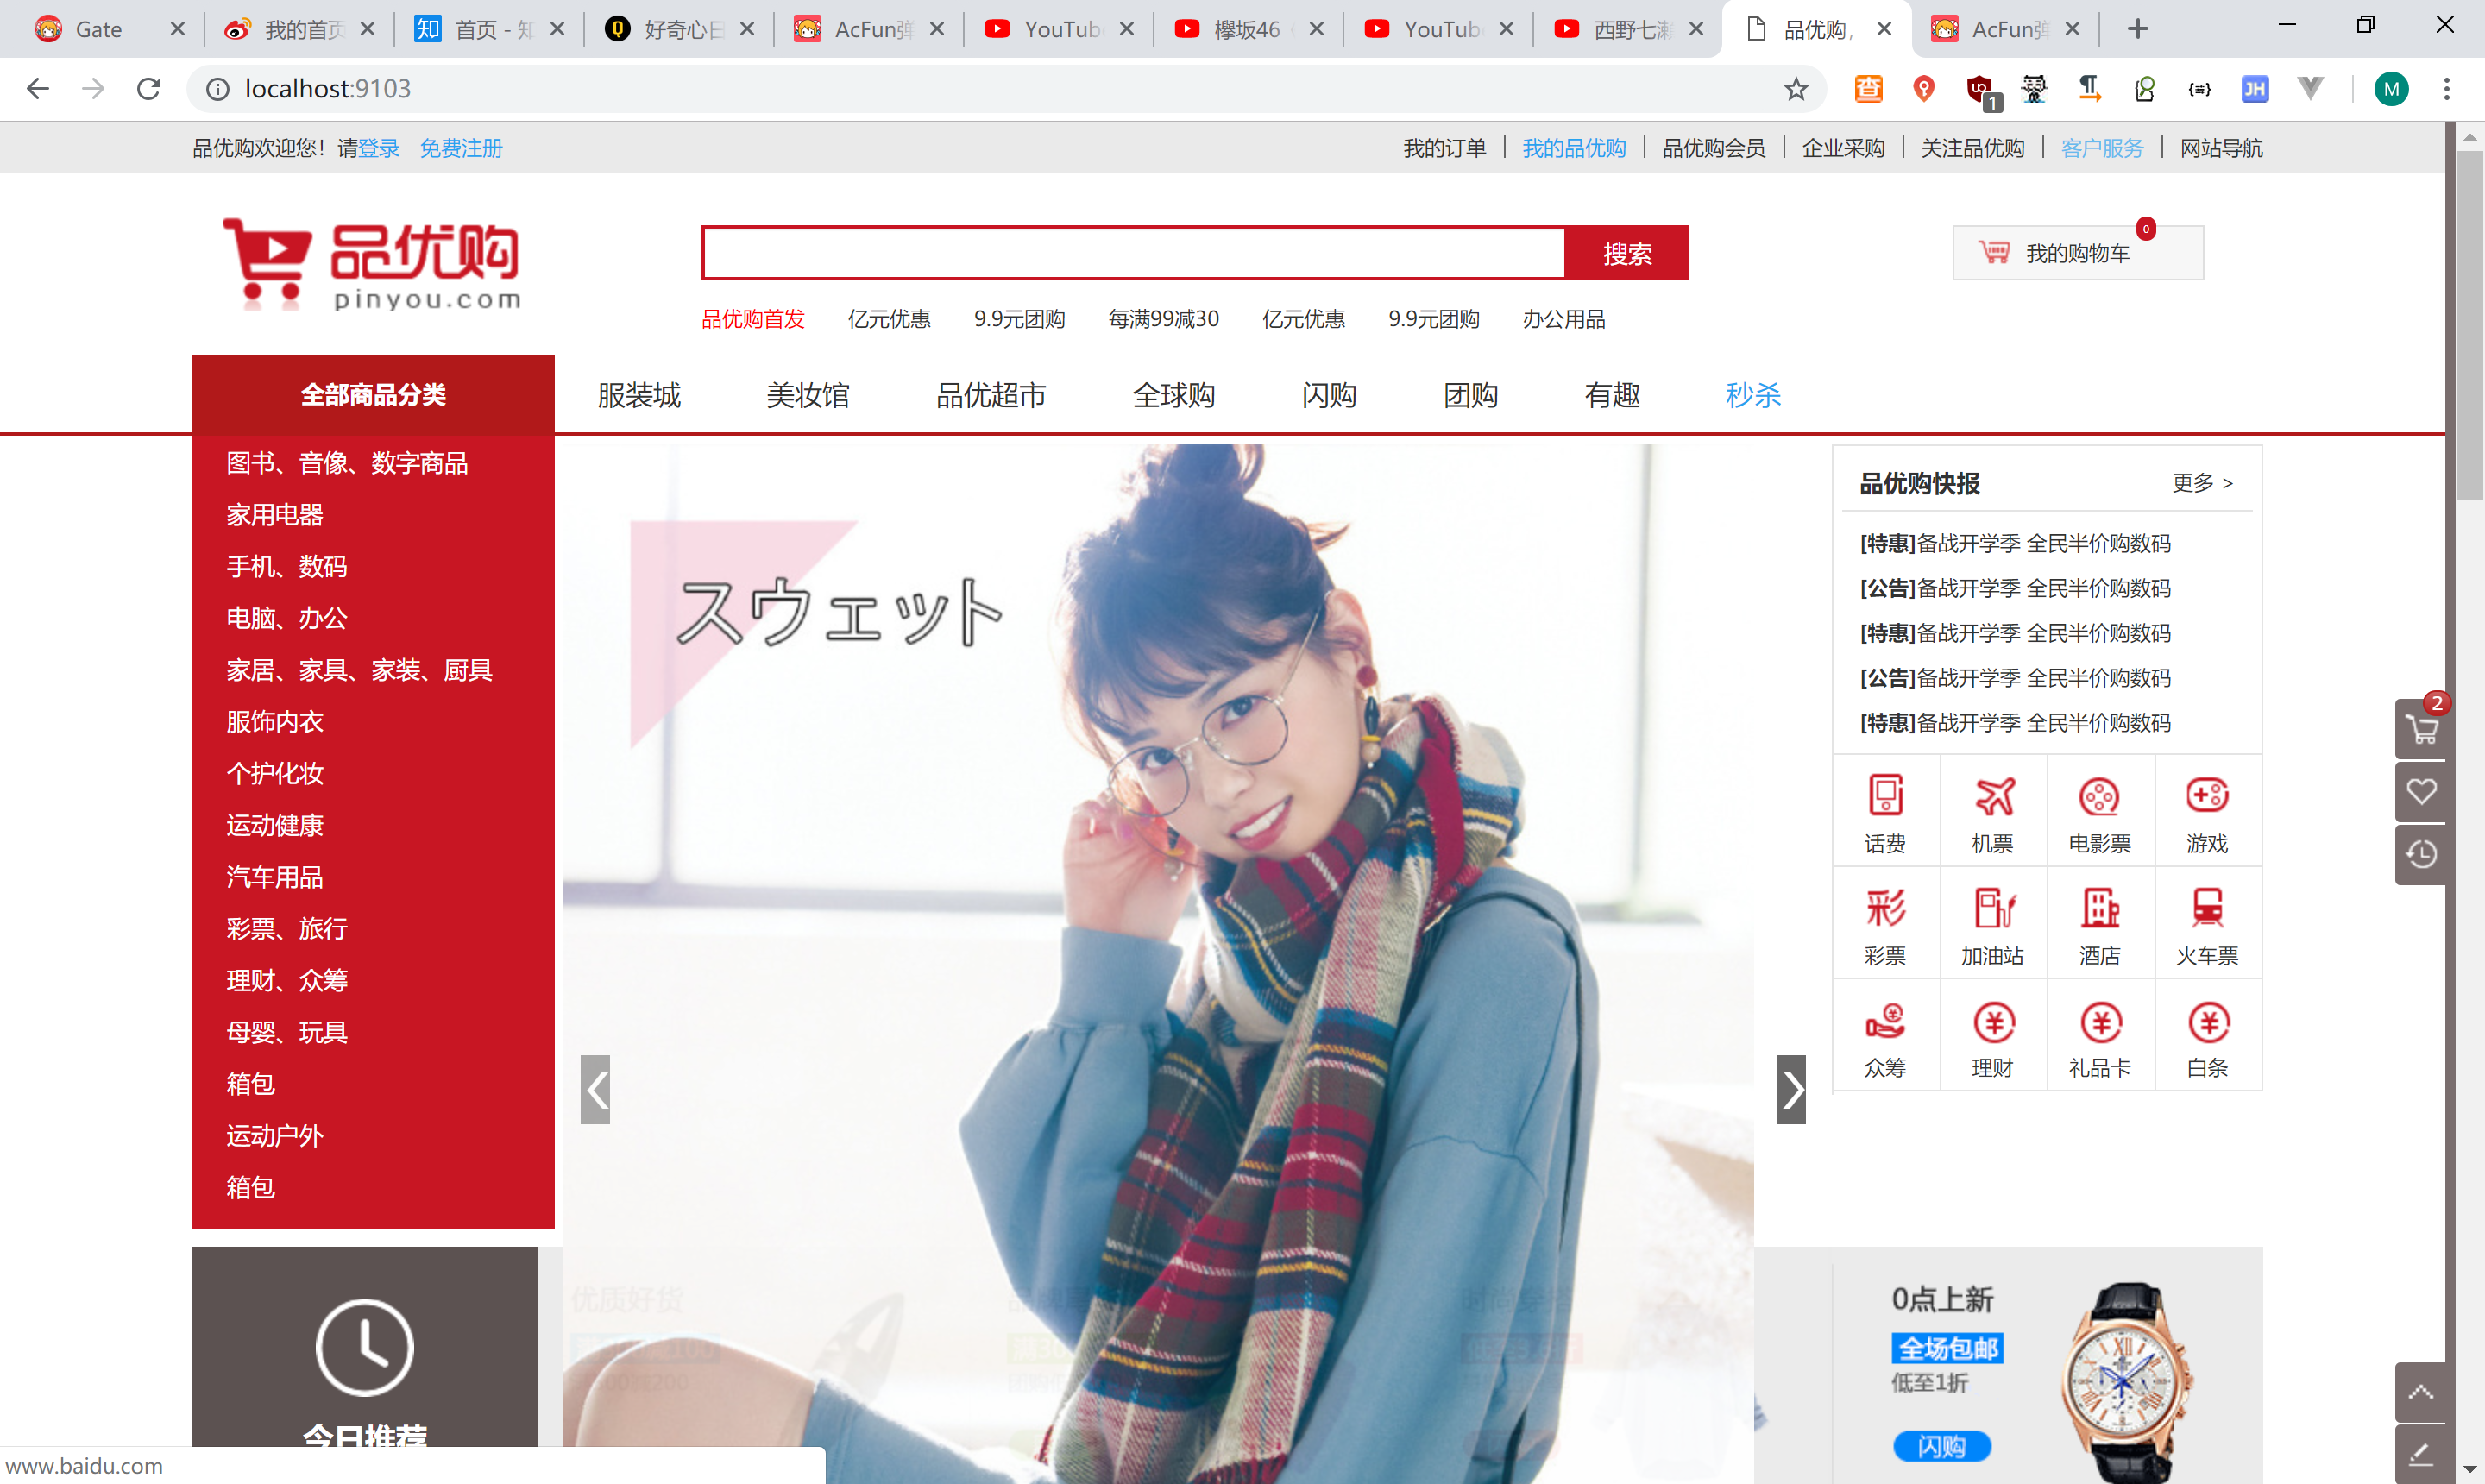 Gate
我的首页
首页 - 知
好奇心日
AcFun弹
YouTub
欅坂46
YouTub
西野七瀬
品优购,
AcFun弹
localhost:9103
1
JH
M
品优购欢迎您！请登录 免费注册
我的订单 我的品优购 品优购会员 企业采购 关注品优购 客户服务 网站导航
品优购
pinyou.com
搜索
我的购物车
0
品优购首发 亿元优惠 9.9元团购 每满99减30 亿元优惠 9.9元团购 办公用品
全部商品分类
服装城 美妆馆 品优超市 全球购 闪购 团购 有趣 秒杀
图书、音像、数字商品
家用电器
手机、数码
电脑、办公
家居、家具、家装、厨具
服饰内衣
个护化妆
运动健康
汽车用品
彩票、旅行
理财、众筹
母婴、玩具
箱包
运动户外
箱包
スウェット
品优购快报 更多 >
[特惠]备战开学季 全民半价购数码
[公告]备战开学季 全民半价购数码
[特惠]备战开学季 全民半价购数码
[公告]备战开学季 全民半价购数码
[特惠]备战开学季 全民半价购数码
话费 机票 电影票 游戏
彩
彩票 加油站 酒店 火车票
众筹 理财 礼品卡 白条
2
今日推荐
优质好货
0点上新
全场包邮
低至1折
闪购
www.baidu.com